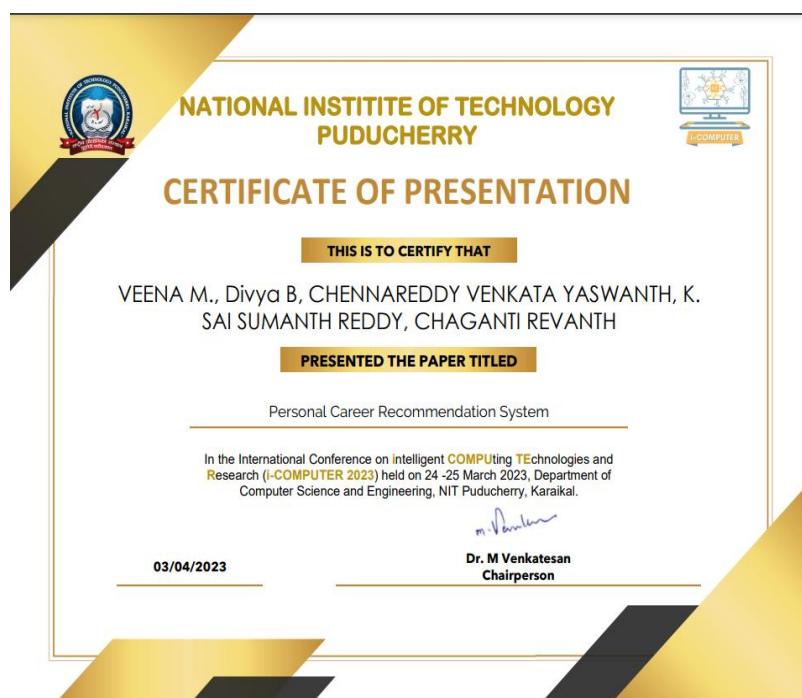 NATIONAL INSTITITE OF TECHNOLOGY
PUDUCHERRY
i-COMPUTER
CERTIFICATE OF PRESENTATION
THIS IS TO CERTIFY THAT
VEENA M., Divya B, CHENNAREDDY VENKATA YASWANTH, K.
SAI SUMANTH REDDY, CHAGANTI REVANTH
PRESENTED THE PAPER TITLED
Personal Career Recommendation System
In the International Conference on intelligent COMPUting TEchnologies and
Research (i-COMPUTER 2023) held on 24 -25 March 2023, Department of
Computer Science and Engineering, NIT Puducherry, Karaikal.
03/04/2023
Dr. M Venkatesan
Chairperson